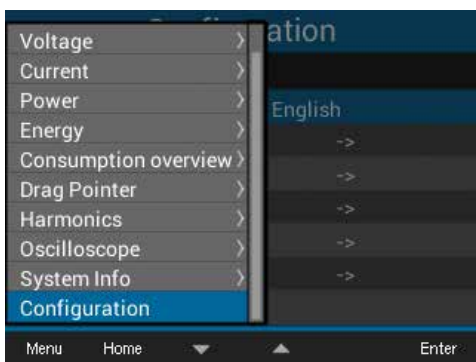 ation
Voltage
Current
Power
English
Energy
->
Consumption overview
->
Drag Pointer
->
Harmonics
->
Oscilloscope
->
System Info
Configuration
Menu Home Enter